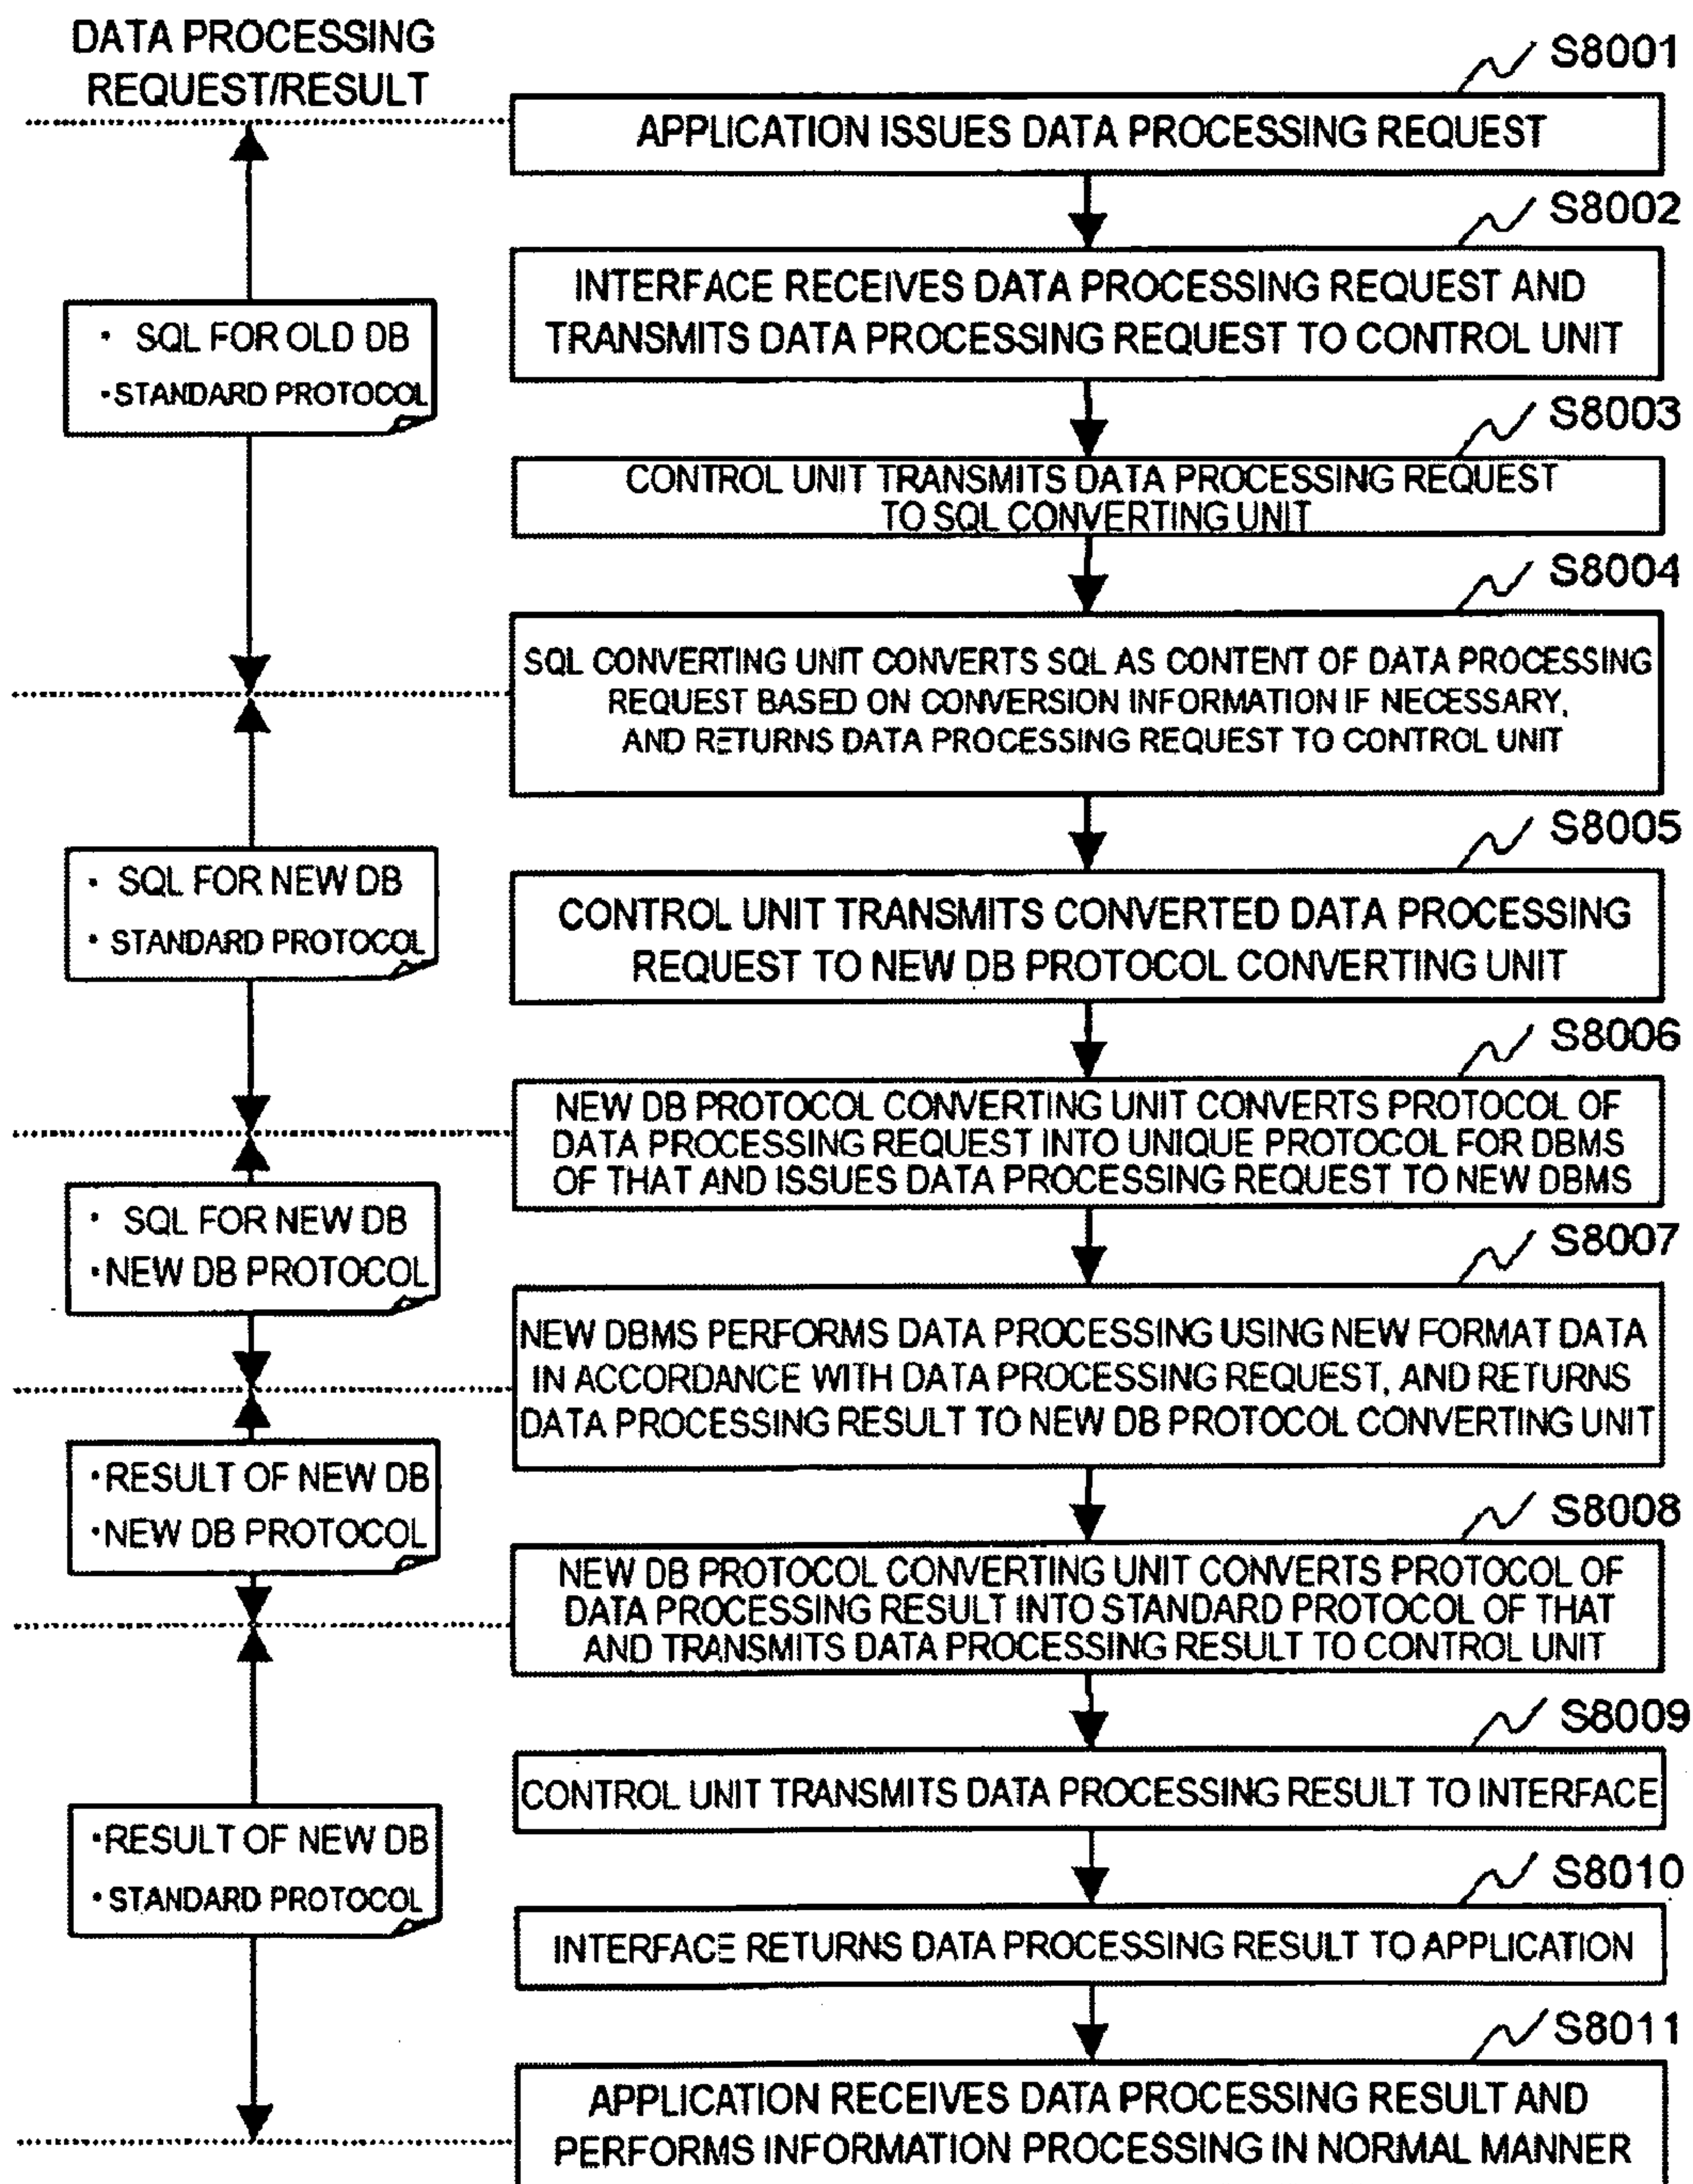 DATA PROCESSING
REQUEST/RESULT
S8001
APPLICATION ISSUES DATA PROCESSING REQUEST
S8002
INTERFACE RECEIVES DATA PROCESSING REQUEST AND
TRANSMITS DATA PROCESSING REQUEST TO CONTROL UNIT
• SQL FOR OLD DB
• STANDARD PROTOCOL
S8003
CONTROL UNIT TRANSMITS DATA PROCESSING REQUEST
TO SQL CONVERTING UNIT
S8004
SQL CONVERTING UNIT CONVERTS SQL AS CONTENT OF DATA PROCESSING
REQUEST BASED ON CONVERSION INFORMATION IF NECESSARY,
AND RETURNS DATA PROCESSING REQUEST TO CONTROL UNIT
S8005
• SQL FOR NEW DB
• STANDARD PROTOCOL
CONTROL UNIT TRANSMITS CONVERTED DATA PROCESSING
REQUEST TO NEW DB PROTOCOL CONVERTING UNIT
S8006
NEW DB PROTOCOL CONVERTING UNIT CONVERTS PROTOCOL OF
DATA PROCESSING REQUEST INTO UNIQUE PROTOCOL FOR DBMS
OF THAT AND ISSUES DATA PROCESSING REQUEST TO NEW DBMS
• SQL FOR NEW DB
• NEW DB PROTOCOL
S8007
NEW DBMS PERFORMS DATA PROCESSING USING NEW FORMAT DATA
IN ACCORDANCE WITH DATA PROCESSING REQUEST, AND RETURNS
DATA PROCESSING RESULT TO NEW DB PROTOCOL CONVERTING UNIT
• RESULT OF NEW DB
• NEW DB PROTOCOL
S8008
NEW DB PROTOCOL CONVERTING UNIT CONVERTS PROTOCOL OF
DATA PROCESSING RESULT INTO STANDARD PROTOCOL OF THAT
AND TRANSMITS DATA PROCESSING RESULT TO CONTROL UNIT
S8009
CONTROL UNIT TRANSMITS DATA PROCESSING RESULT TO INTERFACE
• RESULT OF NEW DB
• STANDARD PROTOCOL
S8010
INTERFACE RETURNS DATA PROCESSING RESULT TO APPLICATION
S8011
APPLICATION RECEIVES DATA PROCESSING RESULT AND
PERFORMS INFORMATION PROCESSING IN NORMAL MANNER